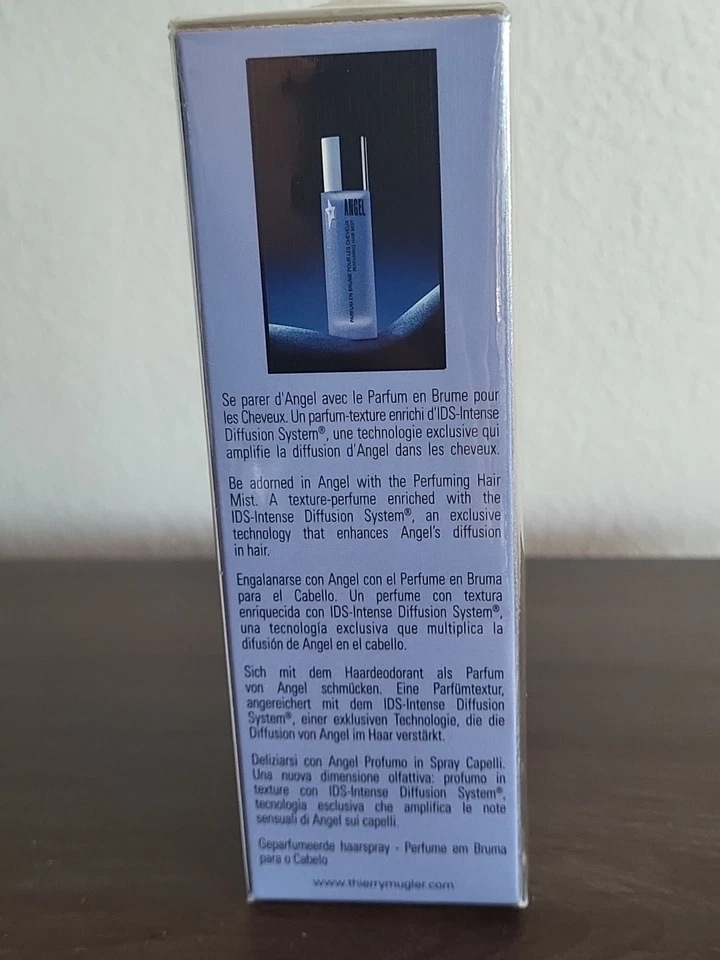 ANGEL
PARFUM EN BRUME POUR LES CHEVEUX
PERFUMING HAIR MIST
Se parer d'Angel avec le Parfum en Brume pour
les Cheveux. Un parfum-texture enrichi d'IDS-Intense
Diffusion System®, une technologie exclusive qui
amplifie la diffusion d'Angel dans les cheveux.
Be adorned in Angel with the Perfuming Hair
Mist. A texture-perfume enriched with the
IDS-Intense Diffusion System®, an exclusive
technology that enhances Angel's diffusion
in hair.
Engalanarse con Angel con el Perfume en Bruma
para el Cabello. Un perfume con textura
enriquecida con IDS-Intense Diffusion System®,
una tecnología exclusiva que multiplica la
difusión de Angel en el cabello.
Sich mit dem Haardeodorant als Parfum
von Angel schmücken. Eine Parfümtextur,
angereichert mit dem IDS-Intense Diffusion
System®, einer exklusiven Technologie, die die
Diffusion von Angel im Haar verstärkt.
Deliziarsi con Angel Profumo in Spray Capelli.
Una nuova dimensione olfattiva: profumo in
texture con IDS-Intense Diffusion System®,
tecnologia esclusiva che amplifica le note
sensuali di Angel sui capelli.
Geparfumeerde haarspray - Perfume em Bruma
para o Cabelo
www.thierrymugler.com